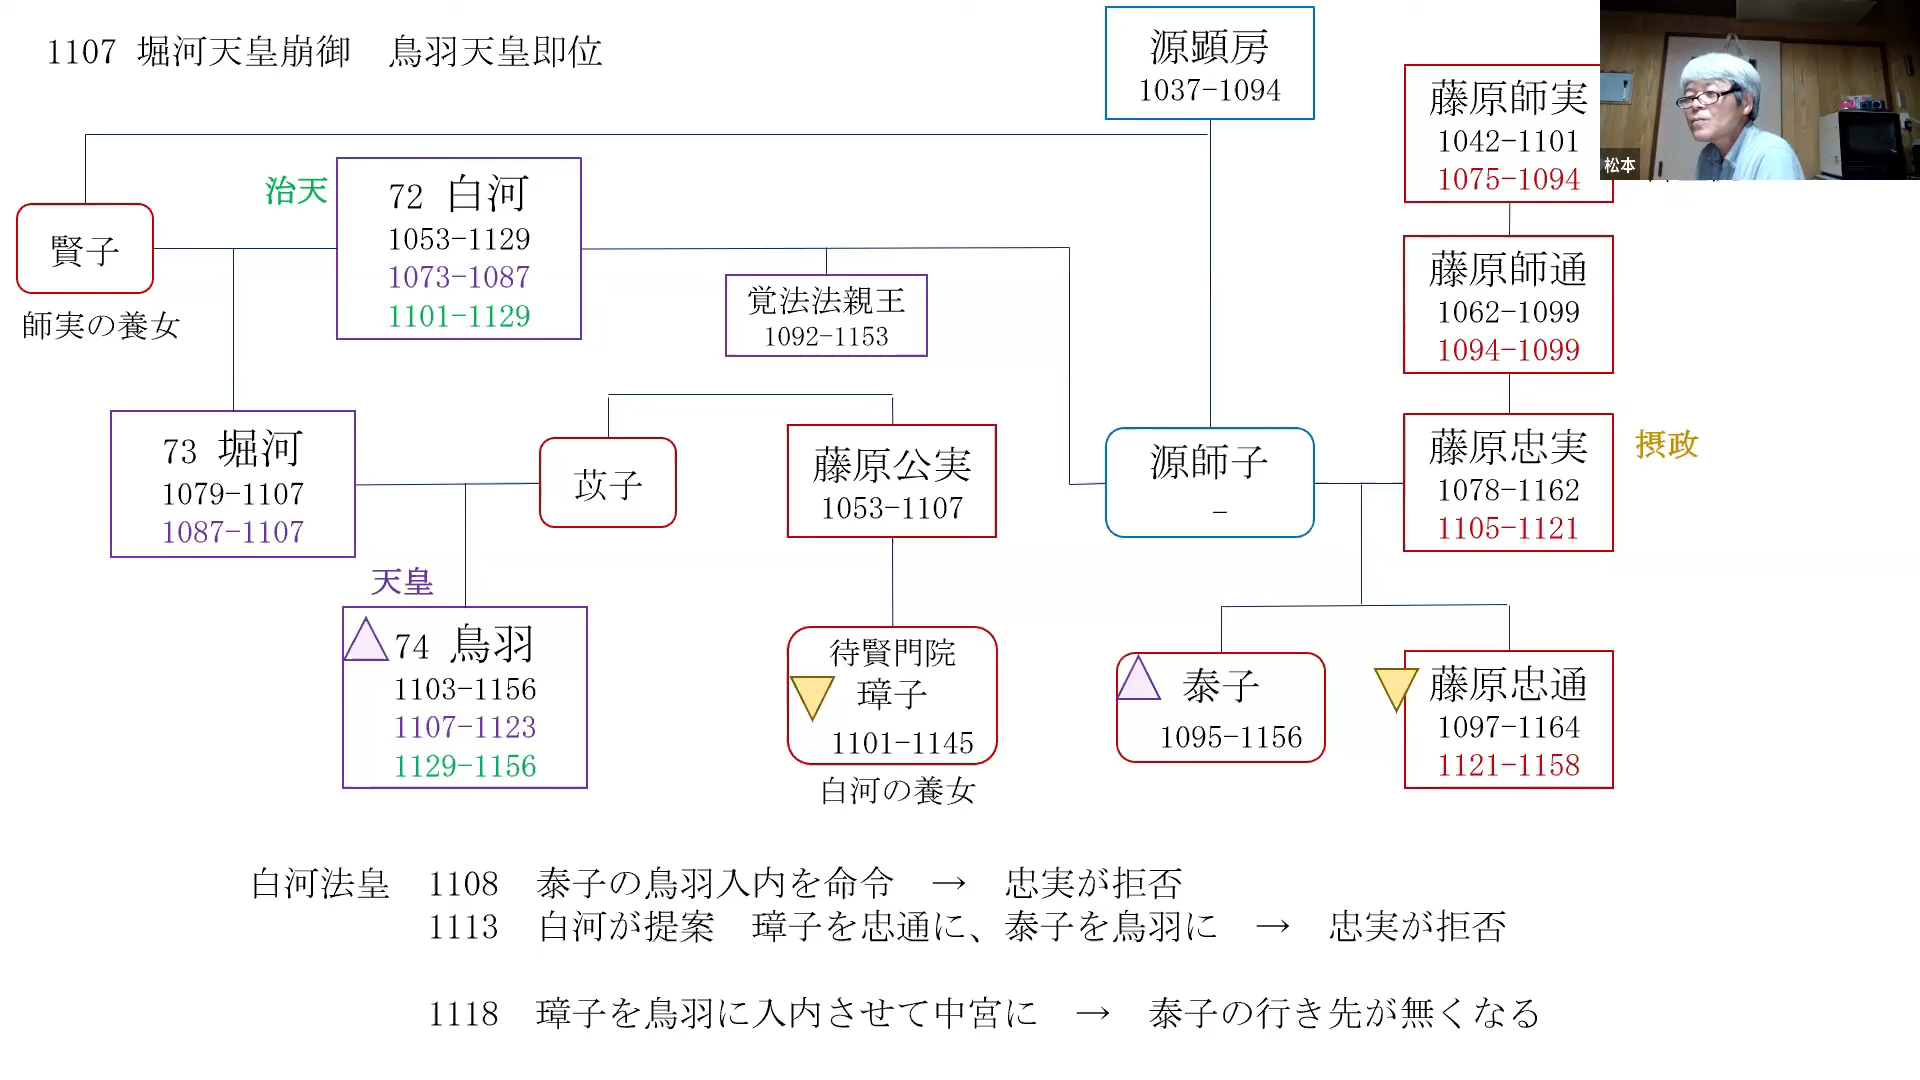 1107 堀河天皇崩御　鳥羽天皇即位
源顕房
1037-1094
藤原師実
1042-1101
1075-1094
松本
治天
72 白河
1053-1129
1073-1087
1101-1129
賢子
師実の養女
覚法法親王
1092-1153
藤原師通
1062-1099
1094-1099
73 堀河
1079-1107
1087-1107
苡子
藤原公実
1053-1107
源師子
-
藤原忠実
1078-1162
1105-1121
摂政
天皇
74 鳥羽
1103-1156
1107-1123
1129-1156
待賢門院
璋子
1101-1145
白河の養女
泰子
1095-1156
藤原忠通
1097-1164
1121-1158
白河法皇　1108　泰子の鳥羽入内を命令　→　忠実が拒否
1113　白河が提案　璋子を忠通に、泰子を鳥羽に　→　忠実が拒否
1118　璋子を鳥羽に入内させて中宮に　→　泰子の行き先が無くなる